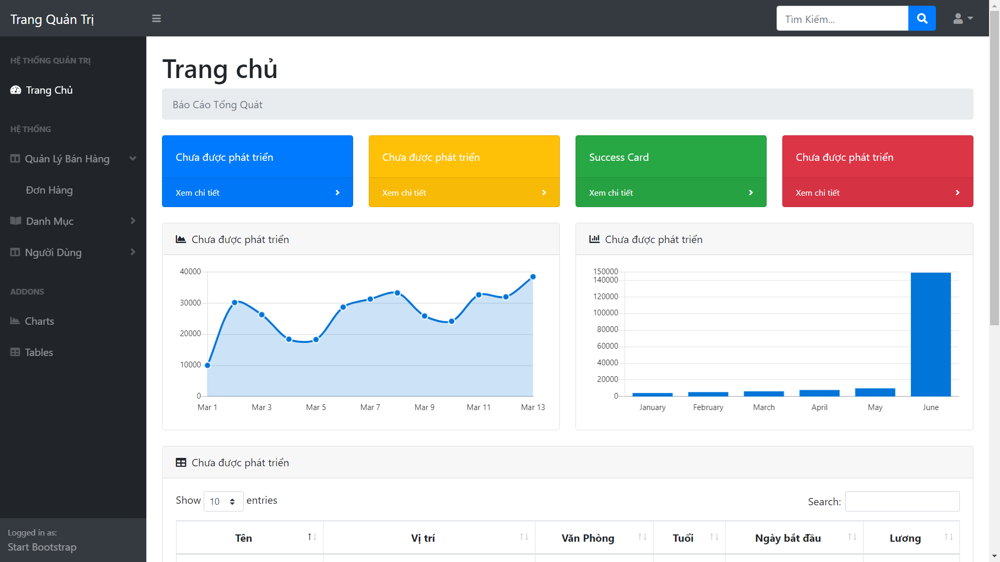 Trang Quản Trị
Tìm Kiếm...
HỆ THỐNG QUẢN TRỊ
Trang Chủ
HỆ THỐNG
Quản Lý Bán Hàng
Đơn Hàng
Danh Mục
Người Dùng
ADDONS
Charts
Tables
Logged in as:
Start Bootstrap
Trang chủ
Báo Cáo Tổng Quát
Chưa được phát triển
Xem chi tiết
Chưa được phát triển
Xem chi tiết
Success Card
Xem chi tiết
Chưa được phát triển
Xem chi tiết
Chưa được phát triển
40000
30000
20000
10000
0
Mar 1 Mar 3 Mar 5 Mar 7 Mar 9 Mar 11 Mar 13
Chưa được phát triển
150000
140000
120000
100000
80000
60000
40000
20000
0
January February March April May June
Chưa được phát triển
Show 10 entries
Search:
Tên Vị trí Văn Phòng Tuổi Ngày bắt đầu Lương